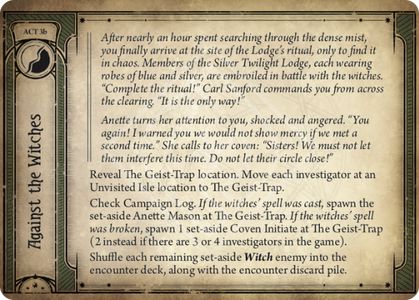 ACT 3b
Against the Witches
After nearly an hour spent searching through the dense mist,
you finally arrive at the site of the Lodge's ritual, only to find it
in chaos. Members of the Silver Twilight Lodge, each wearing
robes of blue and silver, are embroiled in battle with the witches.
“Complete the ritual!” Carl Sanford commands you from across
the clearing. “It is the only way!”
Anette turns her attention to you, shocked and angered. “You
again! I warned you we would not show mercy if we met a
second time.” She calls to her coven: “Sisters! We must not let
them interfere this time. Do not let their circle close!”
Reveal The Geist-Trap location. Move each investigator at an
Unvisited Isle location to The Geist-Trap.
Check Campaign Log. If the witches' spell was cast, spawn the
set-aside Anette Mason at The Geist-Trap. If the witches' spell
was broken, spawn 1 set-aside Coven Initiate at The Geist-Trap
(2 instead if there are 3 or 4 investigators in the game).
Shuffle each remaining set-aside Witch enemy into the
encounter deck, along with the encounter discard pile.